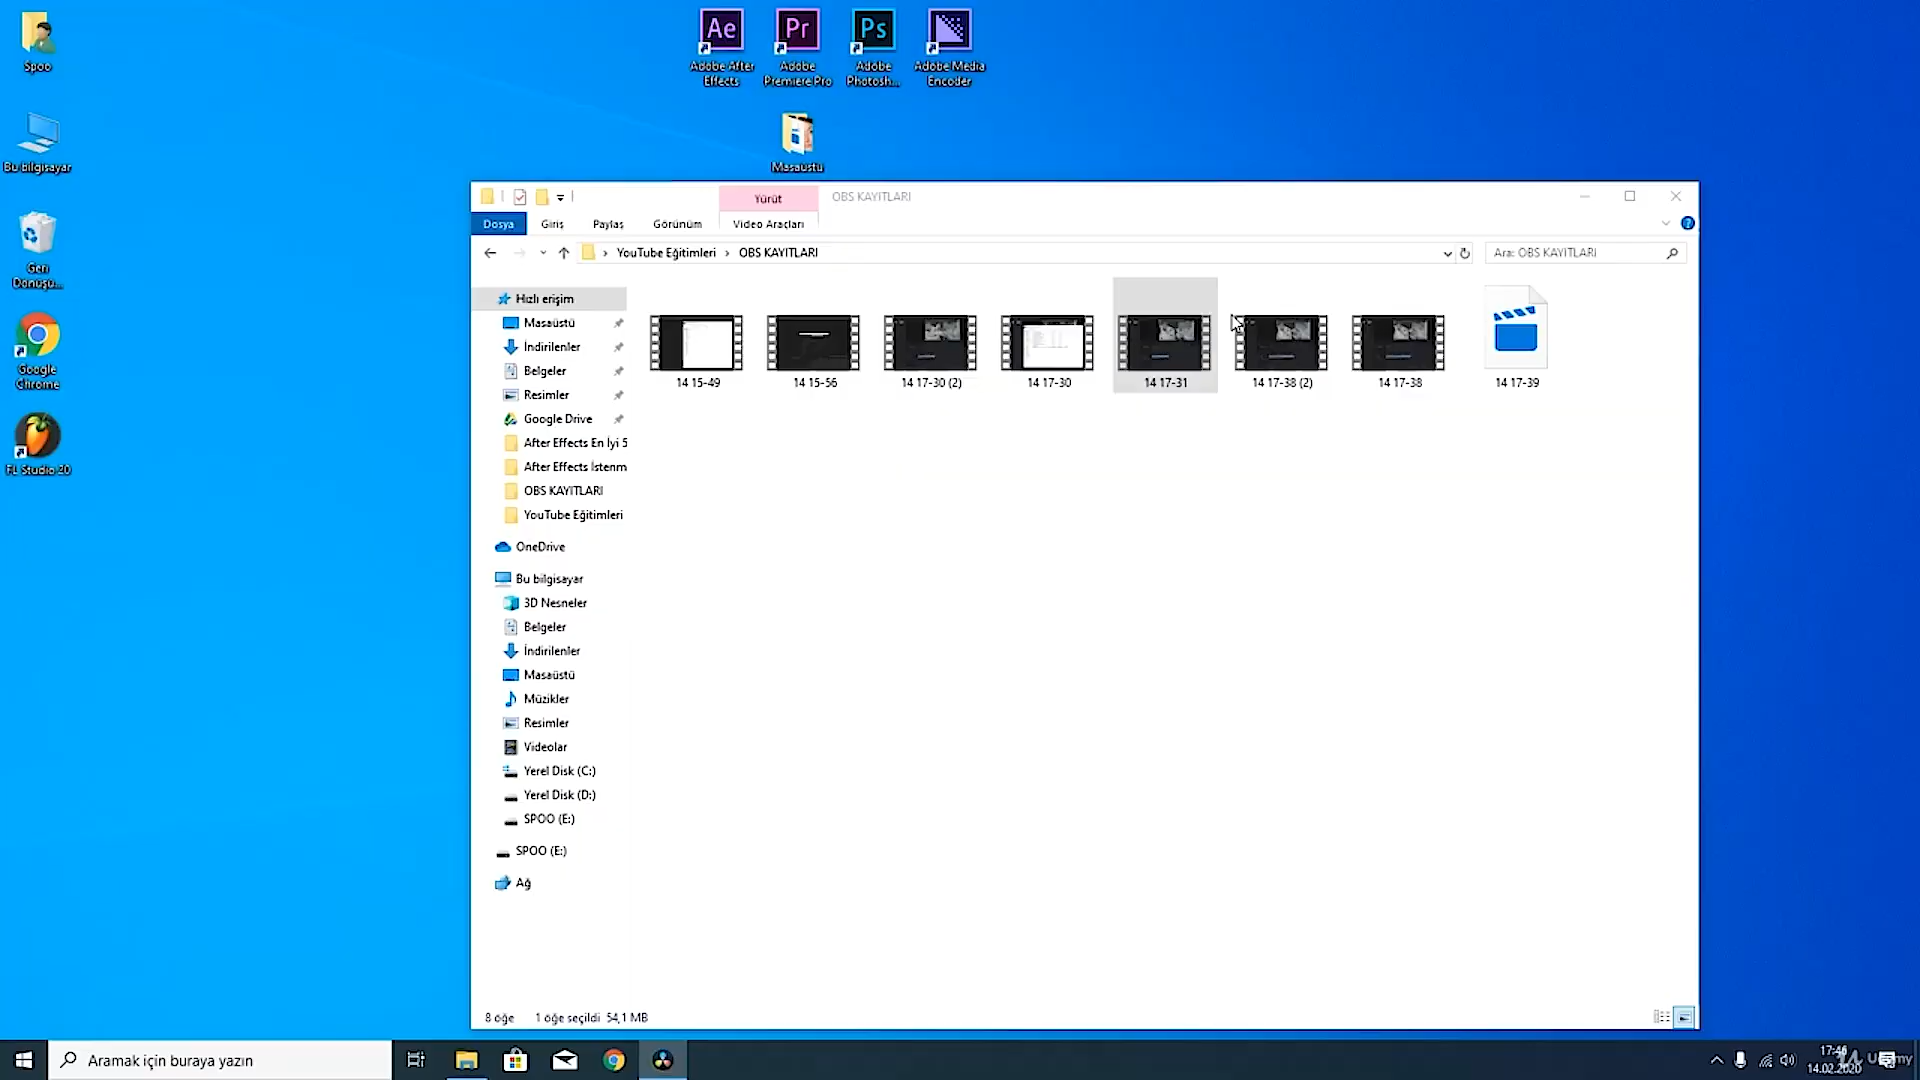 Spoo
Bu bilgisayar
Geri
Dönüşü...
Google
Chrome
FL Studio 20
Ae
Adobe After
Effects
Pr
Adobe
Premiere Pro
Ps
Adobe
Photosh...
Adobe Media
Encoder
Masaüstü
Yürüt
OBS KAYITLARI
Dosya
Giriş
Paylaş
Görünüm
Video Araçları
YouTube Eğitimleri › OBS KAYITLARI
Ara: OBS KAYITLARI
Hızlı erişim
Masaüstü
İndirilenler
Belgeler
Resimler
Google Drive
After Effects En İyi 5
After Effects İstenm
OBS KAYITLARI
YouTube Eğitimleri
OneDrive
Bu bilgisayar
3D Nesneler
Belgeler
İndirilenler
Masaüstü
Müzikler
Resimler
Videolar
Yerel Disk (C:)
Yerel Disk (D:)
SPOO (E:)
SPOO (E:)
Ağ
14 15-49
14 15-56
14 17-30 (2)
14 17-30
14 17-31
14 17-38 (2)
14 17-38
14 17-39
8 öğe
1 öğe seçildi 54,1 MB
Aramak için buraya yazın
17:46
14.02.2020
Udemy